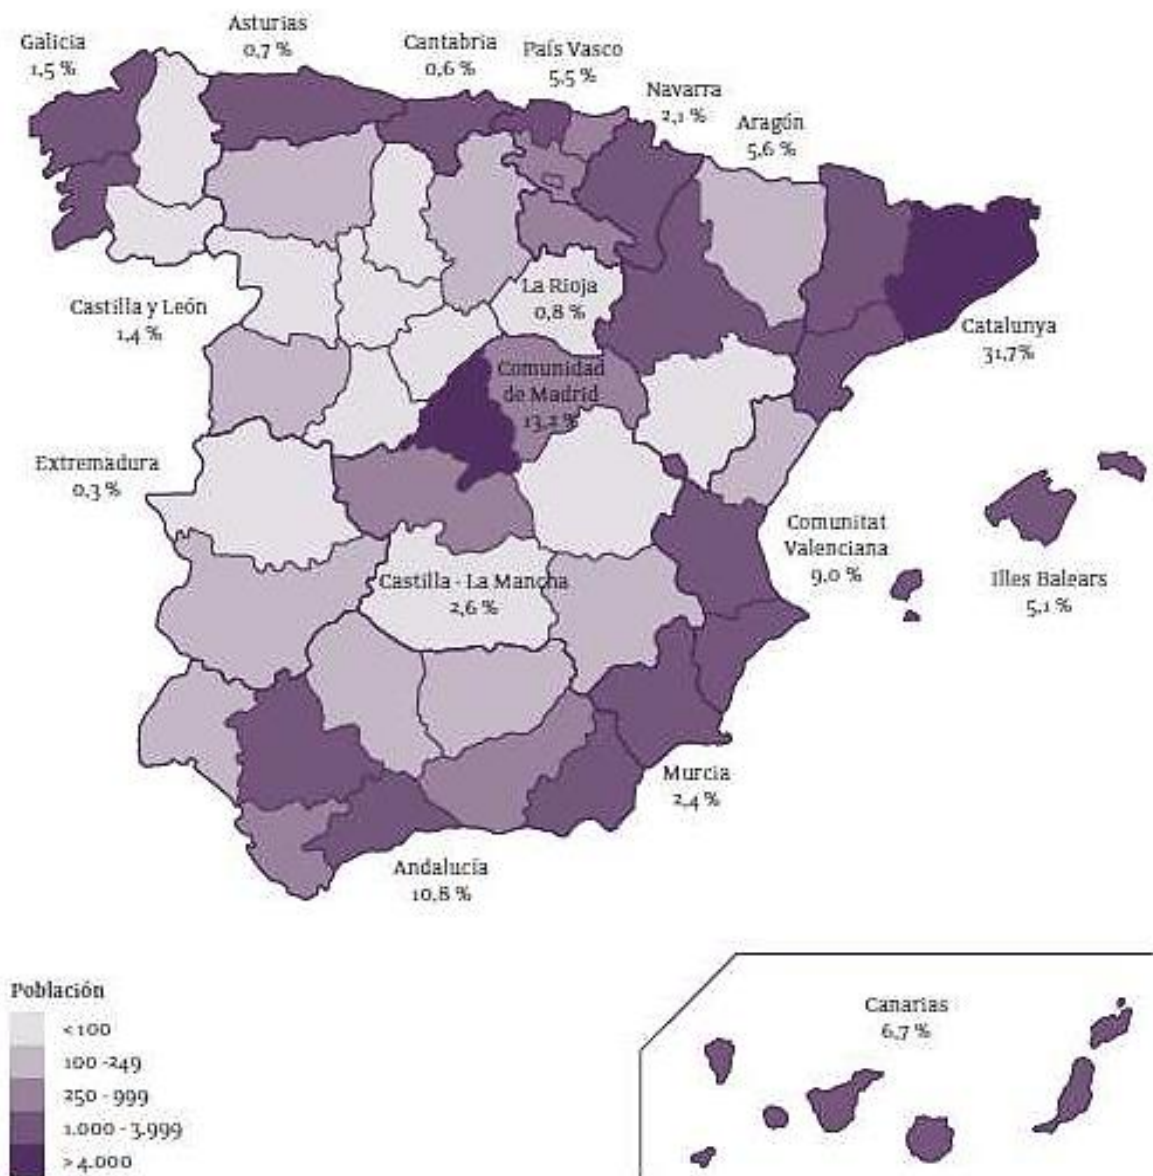 Galicia
1,5 %
Asturias
0,7 %
Cantabria
0,6 %
País Vasco
5,5 %
Navarra
2,1 %
Aragón
5,6 %
Castilla y León
1,4 %
La Rioja
0,8 %
Catalunya
31,7%
Comunidad
de Madrid
13,2 %
Extremadura
0,3 %
Castilla - La Mancha
2,6 %
Comunitat
Valenciana
9,0 %
Illes Balears
5,1 %
Murcia
2,4 %
Andalucía
10,8 %
Canarias
6,7 %
Población
<100
100 -249
250 - 999
1.000 - 3.999
>4.000